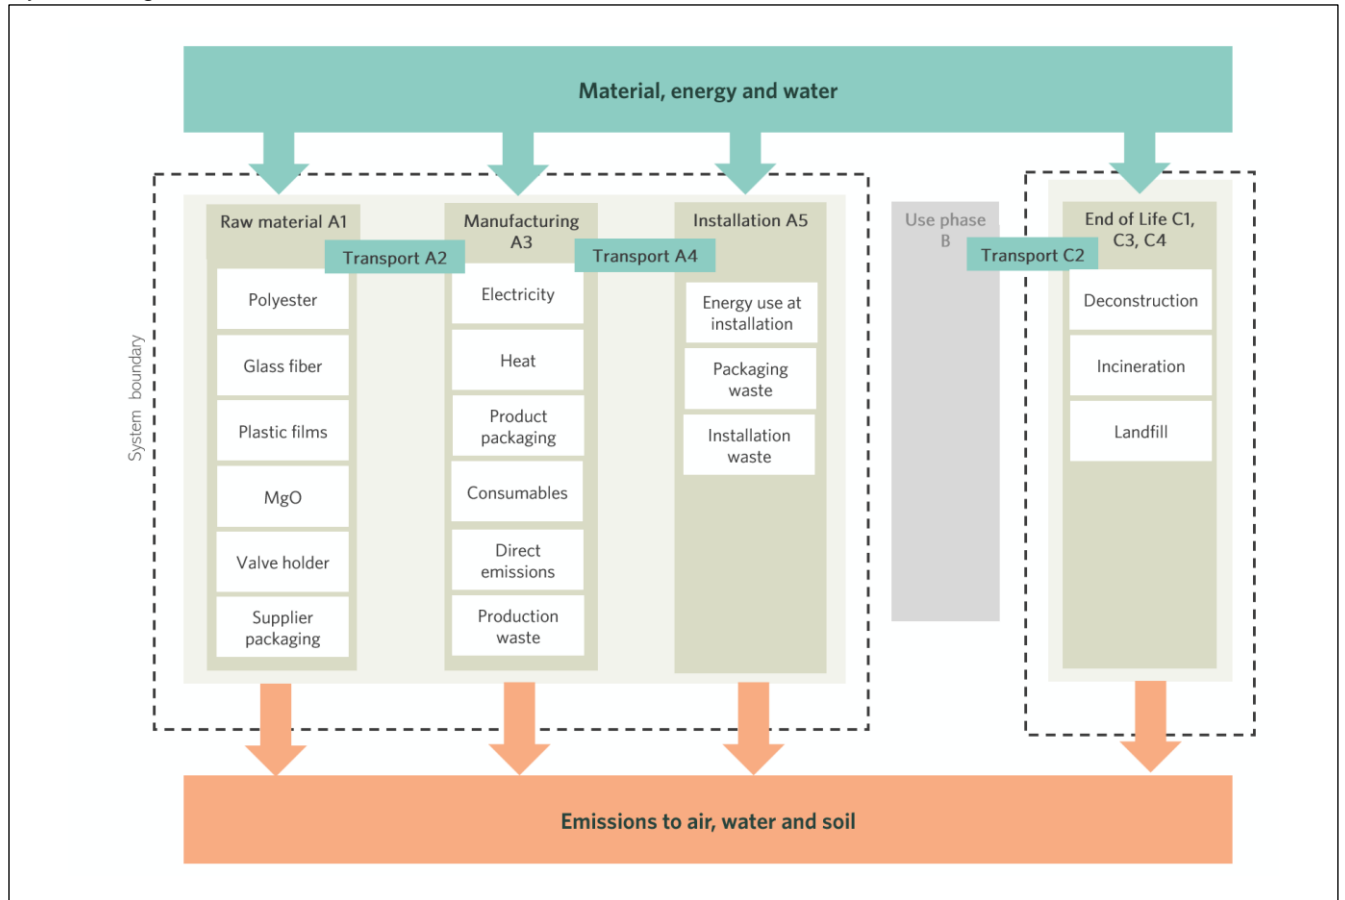 Material, energy and water
System boundary
Raw material A1
Transport A2
Polyester
Glass fiber
Plastic films
MgO
Valve holder
Supplier
packaging
Manufacturing
A3
Transport A4
Electricity
Heat
Product
packaging
Consumables
Direct
emissions
Production
waste
Installation A5
Energy use at
installation
Packaging
waste
Installation
waste
Use phase
B
Transport C2
End of Life C1,
C3, C4
Deconstruction
Incineration
Landfill
Emissions to air, water and soil